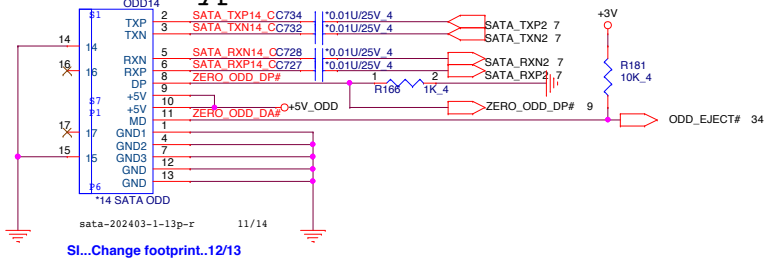 ODD14
S1
TXP 2 SATA_TXP14_C C734 *0.01U/25V_4 SATA_TXP2 7
TXN 3 SATA_TXN14_C C732 *0.01U/25V_4 SATA_TXN2 7
+3V
14 14
RXN 5 SATA_RXN14_C C728 *0.01U/25V_4 SATA_RXN2 7
16 16 RXP 6 SATA_RXP14_C C727 *0.01U/25V_4 SATA_RXP2 7
R181
10K_4
DP 8 ZERO_ODD_DP# 1 R166 2 1K_4
S7 +5V 9
P1 +5V 10 +5V_ODD
ZERO_ODD_DP# 9
MD 11 ZERO_ODD_DA#
ODD_EJECT# 34
17 17 GND1 1
GND2 4
15 15 GND3 7
GND 12
P6 GND 13
*14 SATA ODD
sata-202403-1-13p-r 11/14
SI...Change footprint..12/13